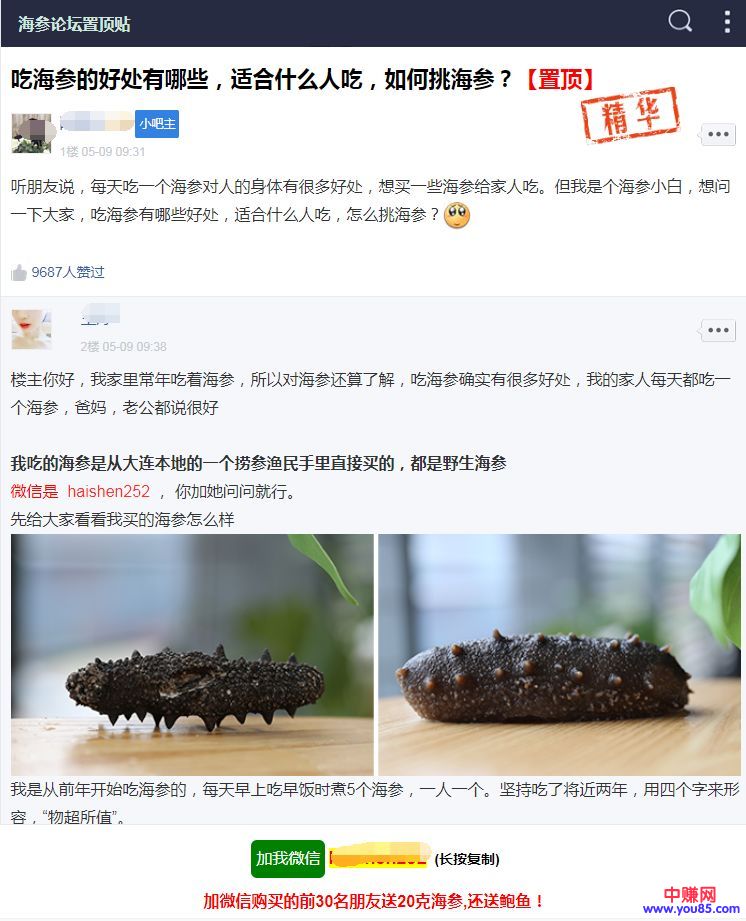 海参论坛置顶贴
吃海参的好处有哪些，适合什么人吃，如何挑海参？【置顶】
精华
小吧主
1楼 05-09 09:31
听朋友说，每天吃一个海参对人的身体有很多好处，想买一些海参给家人吃。但我是个海参小白，想问
一下大家，吃海参有哪些好处，适合什么人吃，怎么挑海参？
9687人赞过
2楼 05-09 09:38
楼主你好，我家里常年吃着海参，所以对海参还算了解，吃海参确实有很多好处，我的家人每天都吃一
个海参，爸妈，老公都说很好
我吃的海参是从大连本地的一个捞参渔民手里直接买的，都是野生海参
微信是 haishen252 ，你加她问问就行。
先给大家看看我买的海参怎么样
我是从前年开始吃海参的，每天早上吃早饭时煮5个海参，一人一个。坚持吃了将近两年，用四个字来形
容，“物超所值”。
加我微信 (长按复制)
加微信购买的前30名朋友送20克海参,还送鲍鱼！
中赚网
www.you85.com